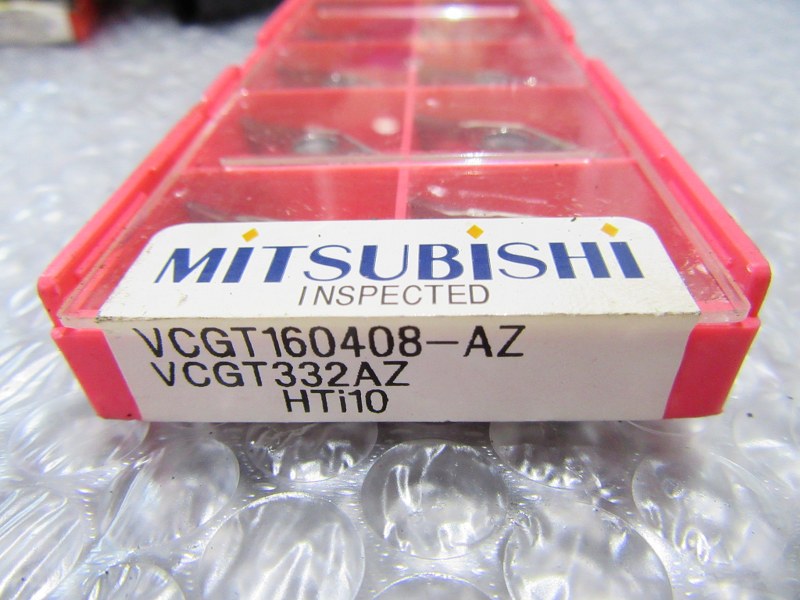 MITSUBISHI
INSPECTED
VCGT160408-AZ
VCGT332AZ
HTi10